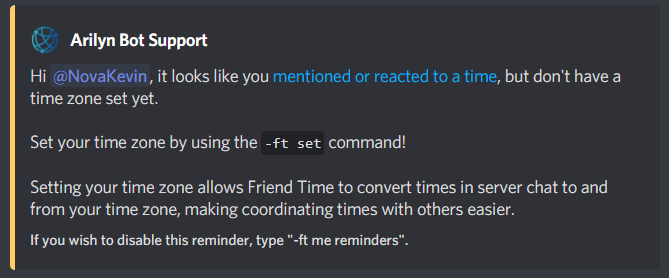 Arilyn Bot Support
Hi @NovaKevin, it looks like you mentioned or reacted to a time, but don't have a
time zone set yet.
Set your time zone by using the -ft set command!
Setting your time zone allows Friend Time to convert times in server chat to and
from your time zone, making coordinating times with others easier.
If you wish to disable this reminder, type "-ft me reminders".